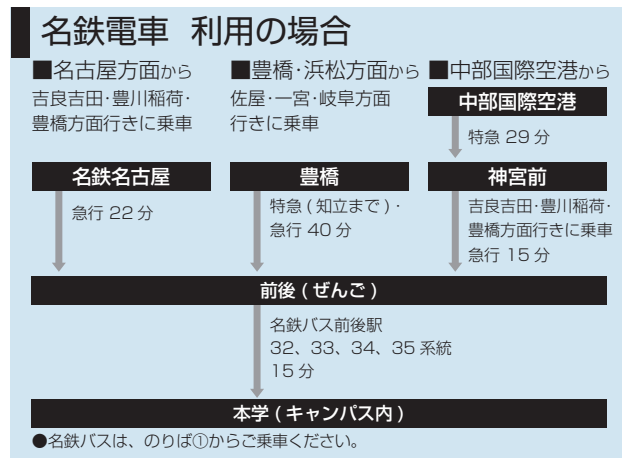 名鉄電車 利用の場合
■名古屋方面から
吉良吉田・豊川稲荷・
豊橋方面行きに乗車
名鉄名古屋
急行 22 分
■豊橋・浜松方面から
佐屋・一宮・岐阜方面
行きに乗車
豊橋
特急 ( 知立まで )・
急行 40 分
■中部国際空港から
中部国際空港
特急 29 分
神宮前
吉良吉田・豊川稲荷・
豊橋方面行きに乗車
急行 15 分
前後 ( ぜんご )
名鉄バス前後駅
32、33、34、35 系統
15 分
本学 ( キャンパス内 )
●名鉄バスは、のりば①からご乗車ください。